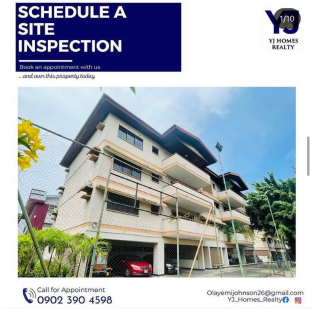 SCHEDULE A
SITE
INSPECTION
Book an appointment with us
...and own this property today
YJ
1/10
YJ HOMES
REALTY
Call for Appointment
0902 390 4598
Olayemijohnson26@gmail.com
YJ_Homes_Realty